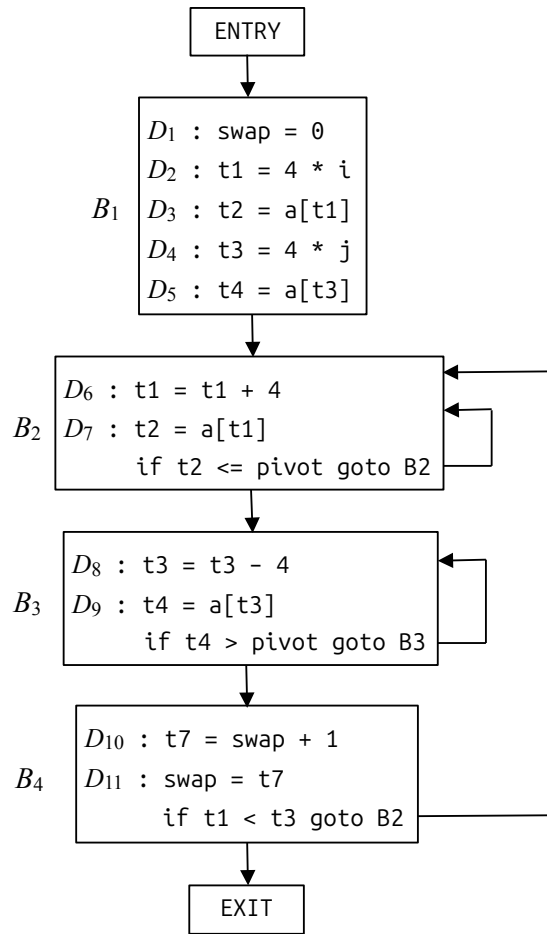 ENTRY
B₁
D₁ : swap = 0
D₂ : t1 = 4 * i
D₃ : t2 = a[t1]
D₄ : t3 = 4 * j
D₅ : t4 = a[t3]
B₂
D₆ : t1 = t1 + 4
D₇ : t2 = a[t1]
if t2 <= pivot goto B2
B₃
D₈ : t3 = t3 – 4
D₉ : t4 = a[t3]
if t4 > pivot goto B3
B₄
D₁₀ : t7 = swap + 1
D₁₁ : swap = t7
if t1 < t3 goto B2
EXIT